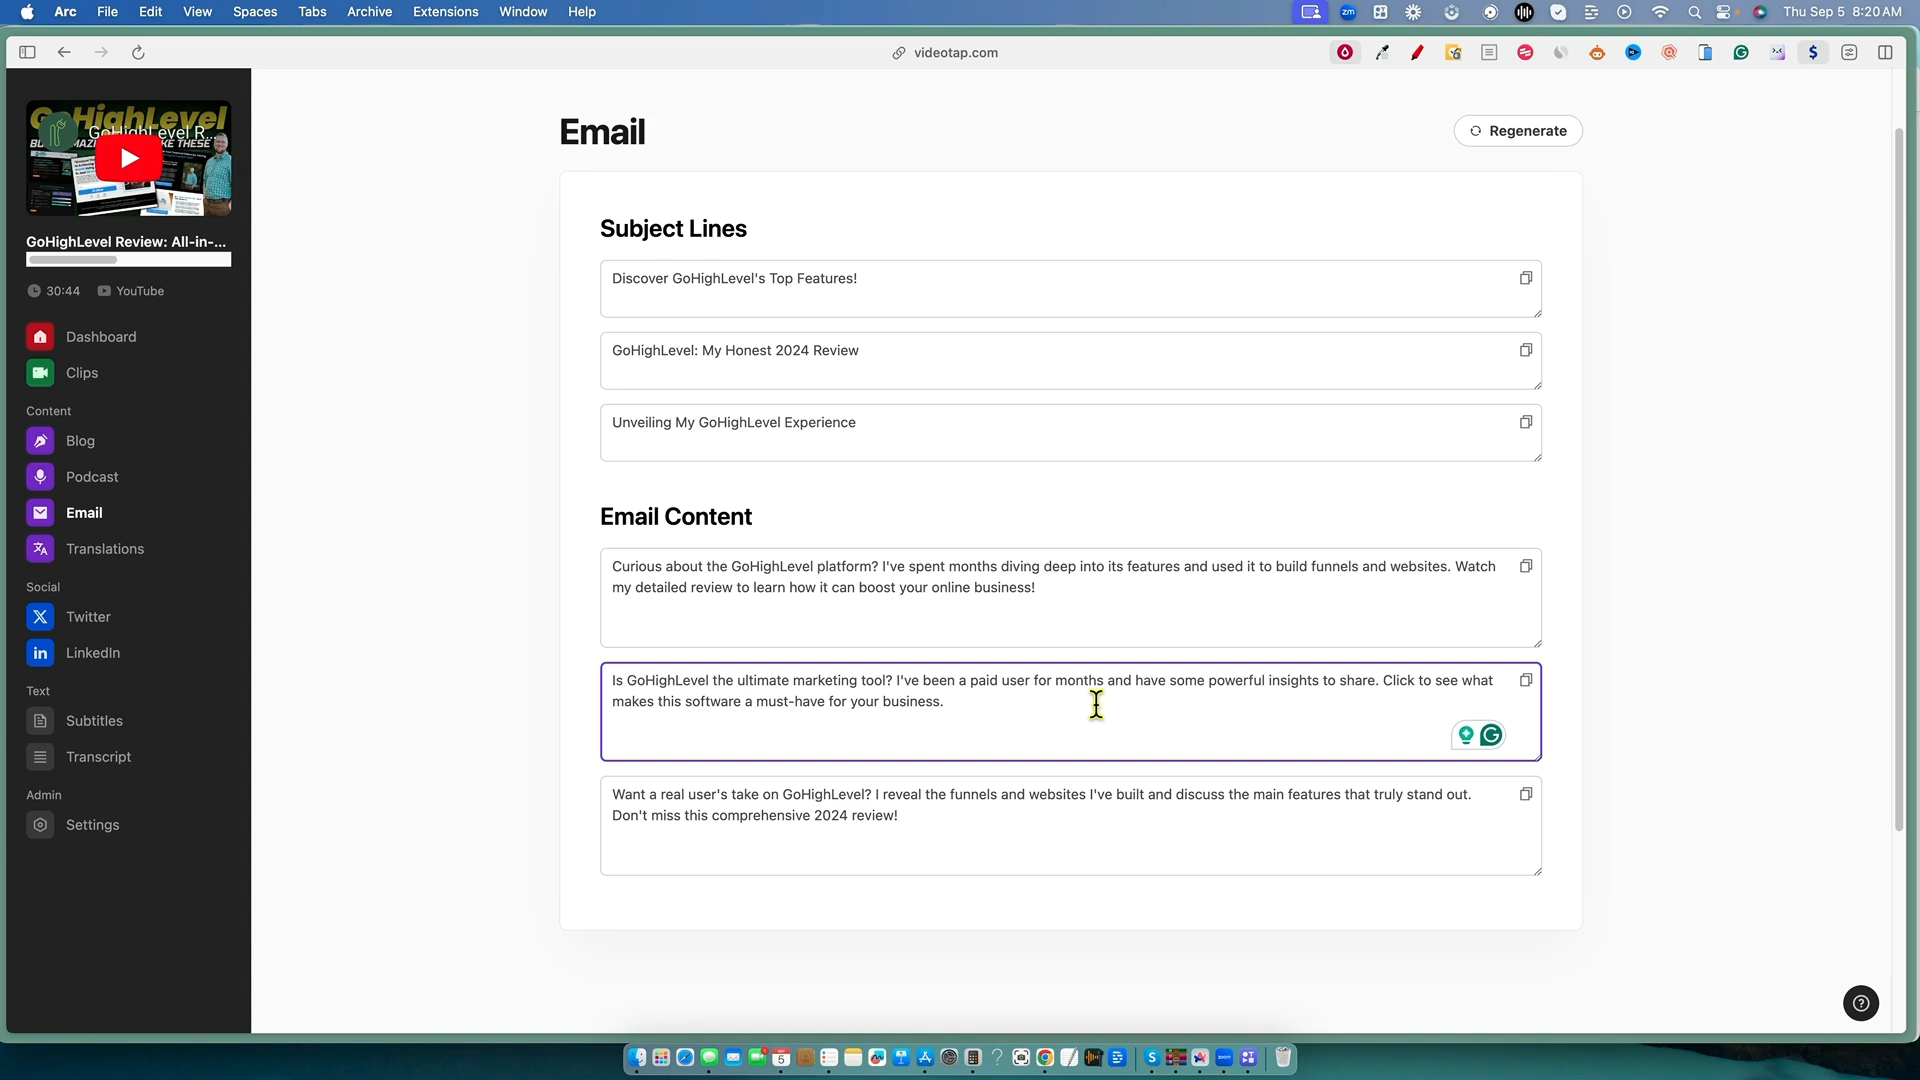 Arc File Edit View Spaces Tabs Archive Extensions Window Help
zm
Thu Sep 5 8:20 AM
videotap.com
GoHighLevel
GoHighLevel R...
GoHighLevel Review: All-in-...
30:44 YouTube
Dashboard
Clips
Content
Blog
Podcast
Email
Translations
Social
Twitter
LinkedIn
Text
Subtitles
Transcript
Admin
Settings
Email
Regenerate
Subject Lines
Discover GoHighLevel's Top Features!
GoHighLevel: My Honest 2024 Review
Unveiling My GoHighLevel Experience
Email Content
Curious about the GoHighLevel platform? I've spent months diving deep into its features and used it to build funnels and websites. Watch
my detailed review to learn how it can boost your online business!
Is GoHighLevel the ultimate marketing tool? I've been a paid user for months and have some powerful insights to share. Click to see what
makes this software a must-have for your business.
Want a real user's take on GoHighLevel? I reveal the funnels and websites I've built and discuss the main features that truly stand out.
Don't miss this comprehensive 2024 review!